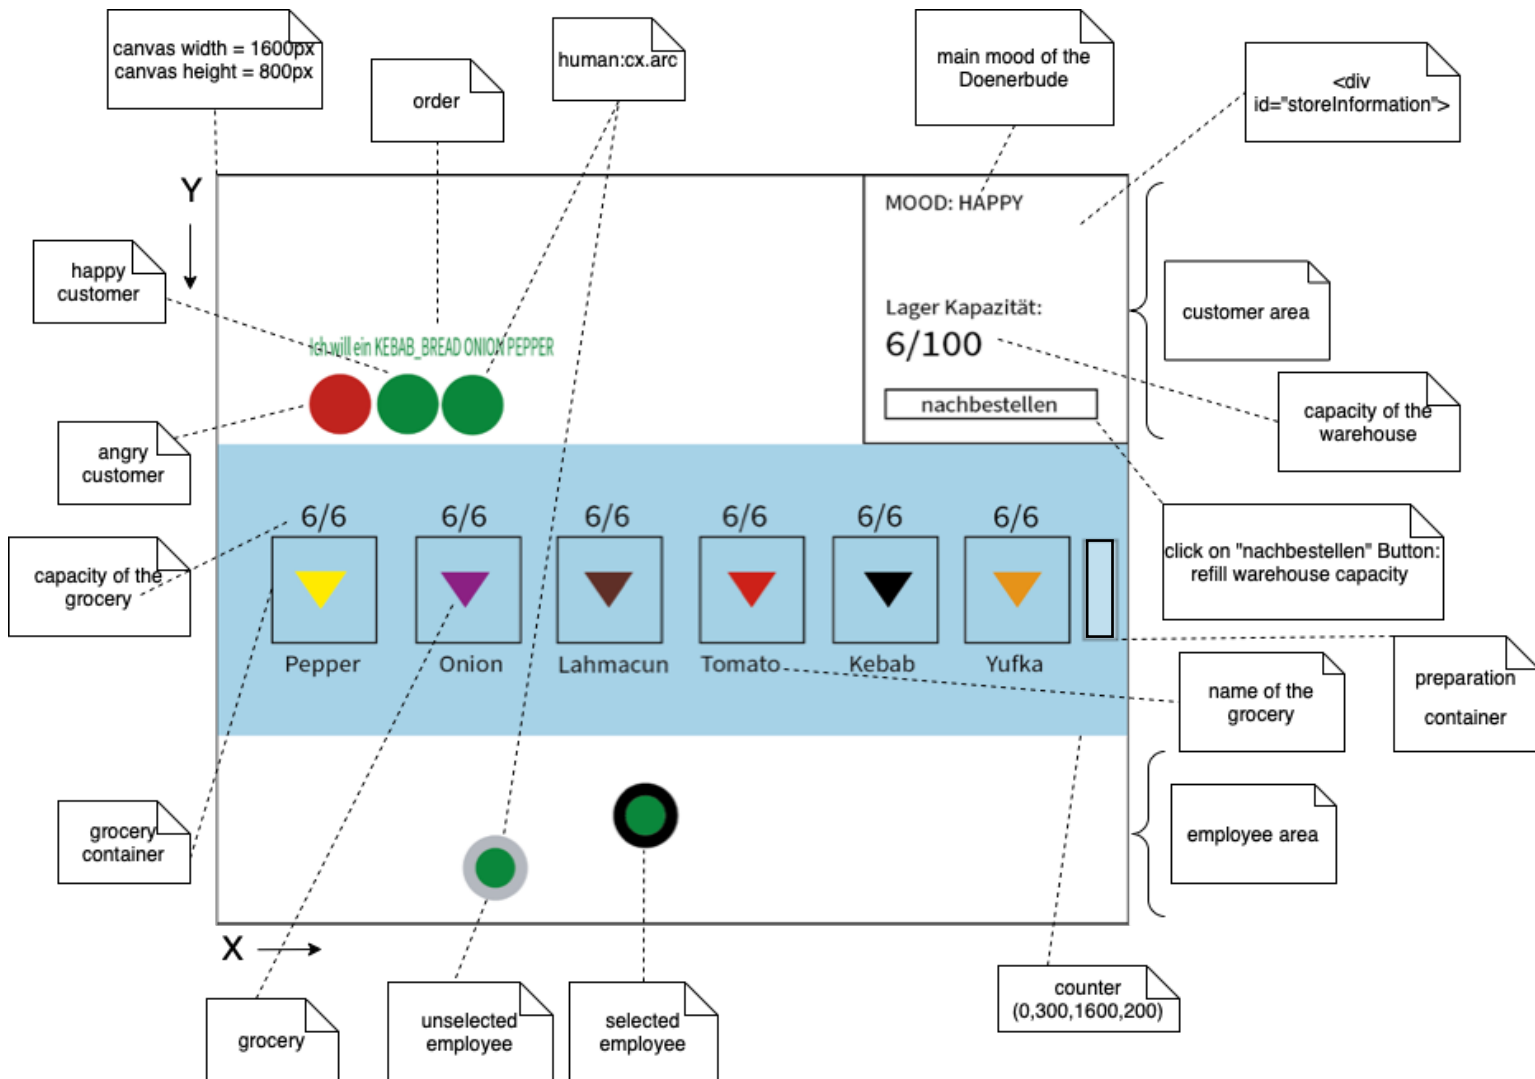 canvas width = 1600px
canvas height = 800px
order
human:cx.arc
main mood of the
Doenerbude
<div
id="storeInformation">
Y
MOOD: HAPPY
happy
customer
Lager Kapazität:
6/100
nachbestellen
customer area
Ich will ein KEBAB_BREAD ONION PEPPER
angry
customer
capacity of the
warehouse
6/6
6/6
6/6
6/6
6/6
6/6
capacity of the
grocery
click on "nachbestellen" Button:
refill warehouse capacity
Pepper
Onion
Lahmacun
Tomato
Kebab
Yufka
name of the
grocery
preparation
container
grocery
container
employee area
X
grocery
unselected
employee
selected
employee
counter
(0,300,1600,200)